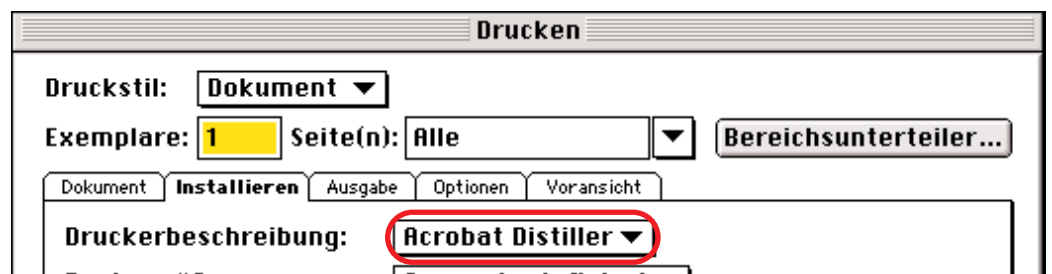 Drucken
Druckstil: Dokument
Exemplare: 1 Seite(n): Alle Bereichsunterteiler...
Dokument Installieren Ausgabe Optionen Voransicht
Druckerbeschreibung: Acrobat Distiller